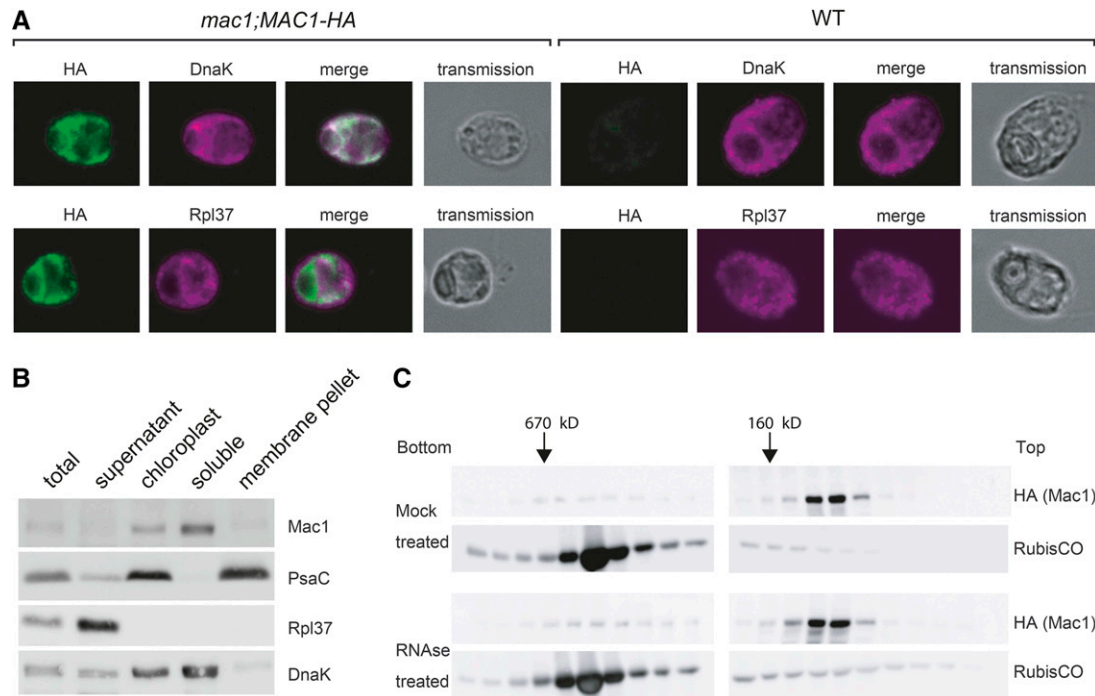 A
mac1;MAC1-HA WT
HA DnaK merge transmission HA DnaK merge transmission
HA Rpl37 merge transmission HA Rpl37 merge transmission
B
total supernatant chloroplast soluble membrane pellet
Mac1
PsaC
Rpl37
DnaK
C
670 kD 160 kD
Bottom Top
Mock treated
HA (Mac1)
RubisCO
RNAse treated
HA (Mac1)
RubisCO